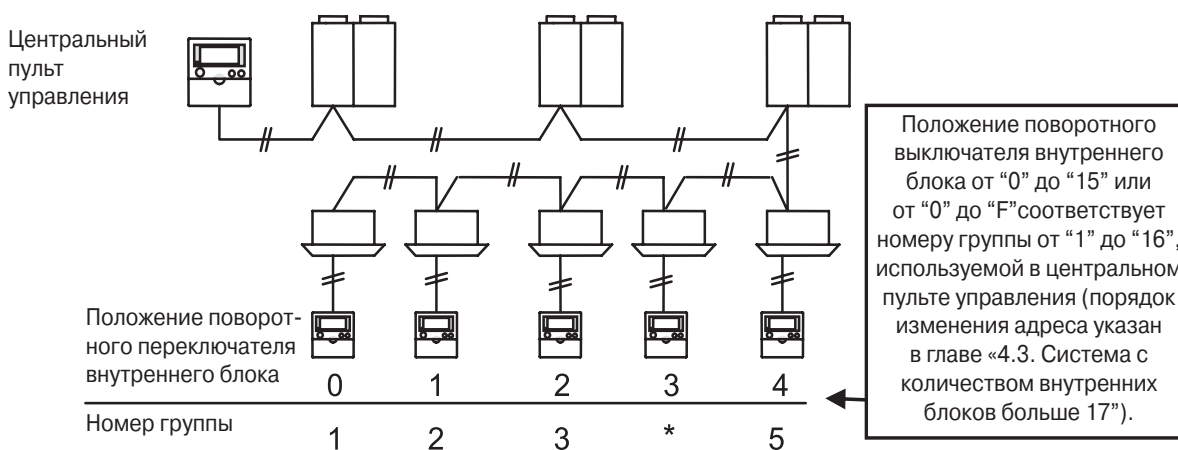 Центральный
пульт
управления
Положение поворотного
выключателя внутреннего
блока от “0” до “15” или
от “0” до “F”соответствует
номеру группы от “1” до “16”,
используемой в центральном
пульте управления (порядок
изменения адреса указан
в главе «4.3. Система с
количеством внутренних
блоков больше 17”).
Положение поворот-
ного переключателя
внутреннего блока
0 1 2 3 4
Номер группы
1 2 3 * 5